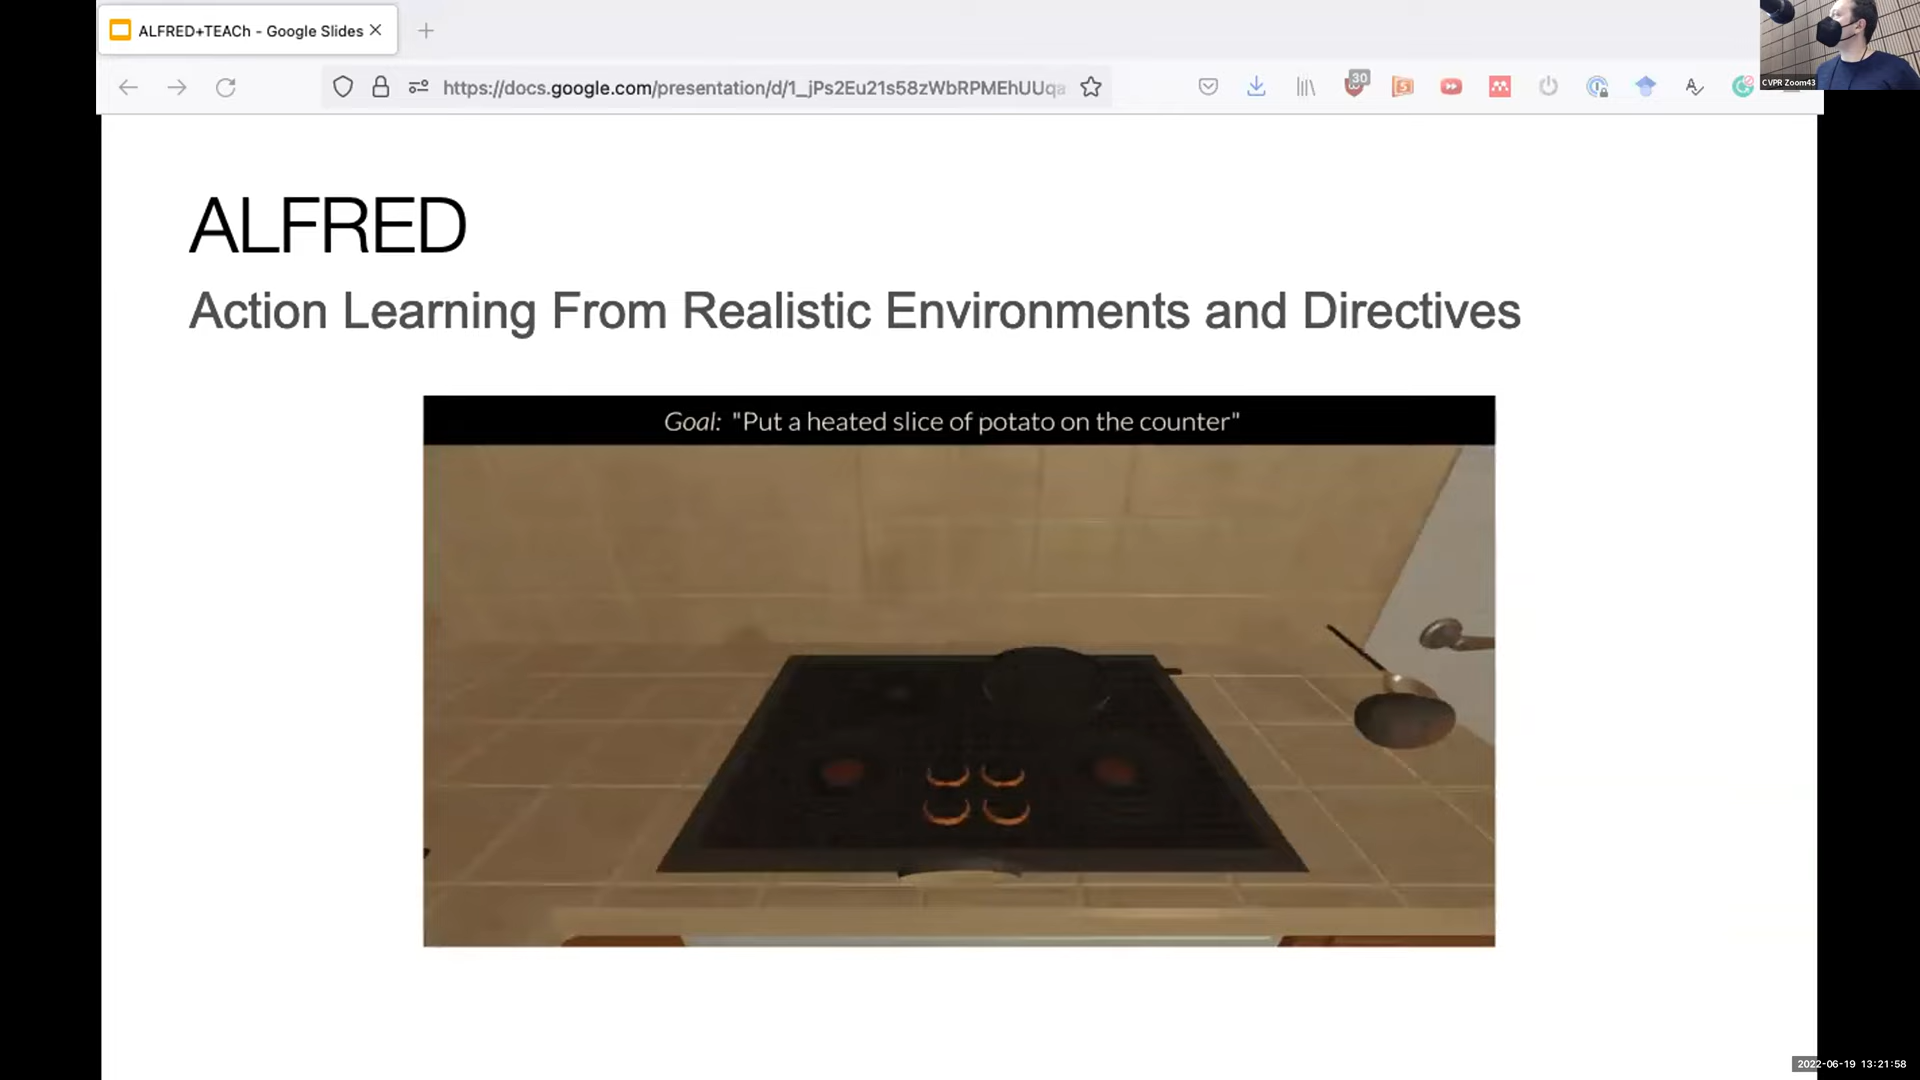 ALFRED+TEACh - Google Slides
https://docs.google.com/presentation/d/1_jPs2Eu21s58zWbRPMEhUUqa
30
CVPR Zoom43
ALFRED
Action Learning From Realistic Environments and Directives
Goal: "Put a heated slice of potato on the counter"
2022-06-19 13:21:58